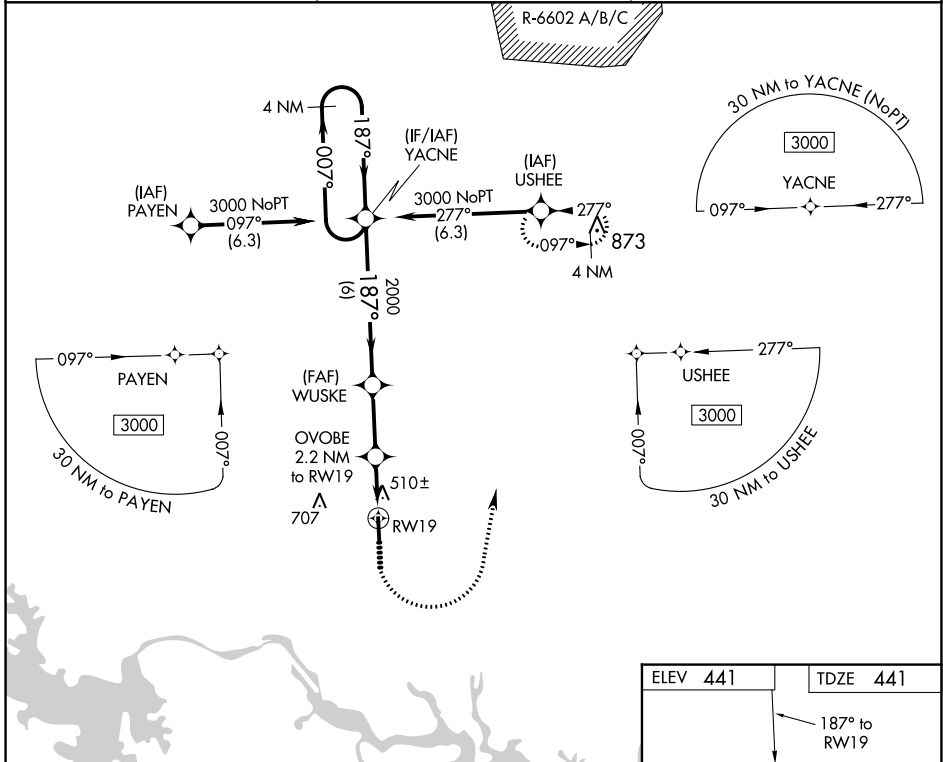 R-6602 A/B/C
4 NM
187°
007°
(IF/IAF)
YACNE
(IAF)
PAYEN
3000 NoPT
097°
(6.3)
3000 NoPT
277°
(6.3)
(IAF)
USHEE
277°
097°
873
4 NM
30 NM to YACNE (NoPT)
3000
YACNE
097°
277°
2000
187°
(6)
097°
PAYEN
3000
007°
30 NM to PAYEN
(FAF)
WUSKE
OVOBE
2.2 NM
to RW19
510±
707
RW19
277°
USHEE
3000
007°
30 NM to USHEE
ELEV 441
TDZE 441
187° to
RW19